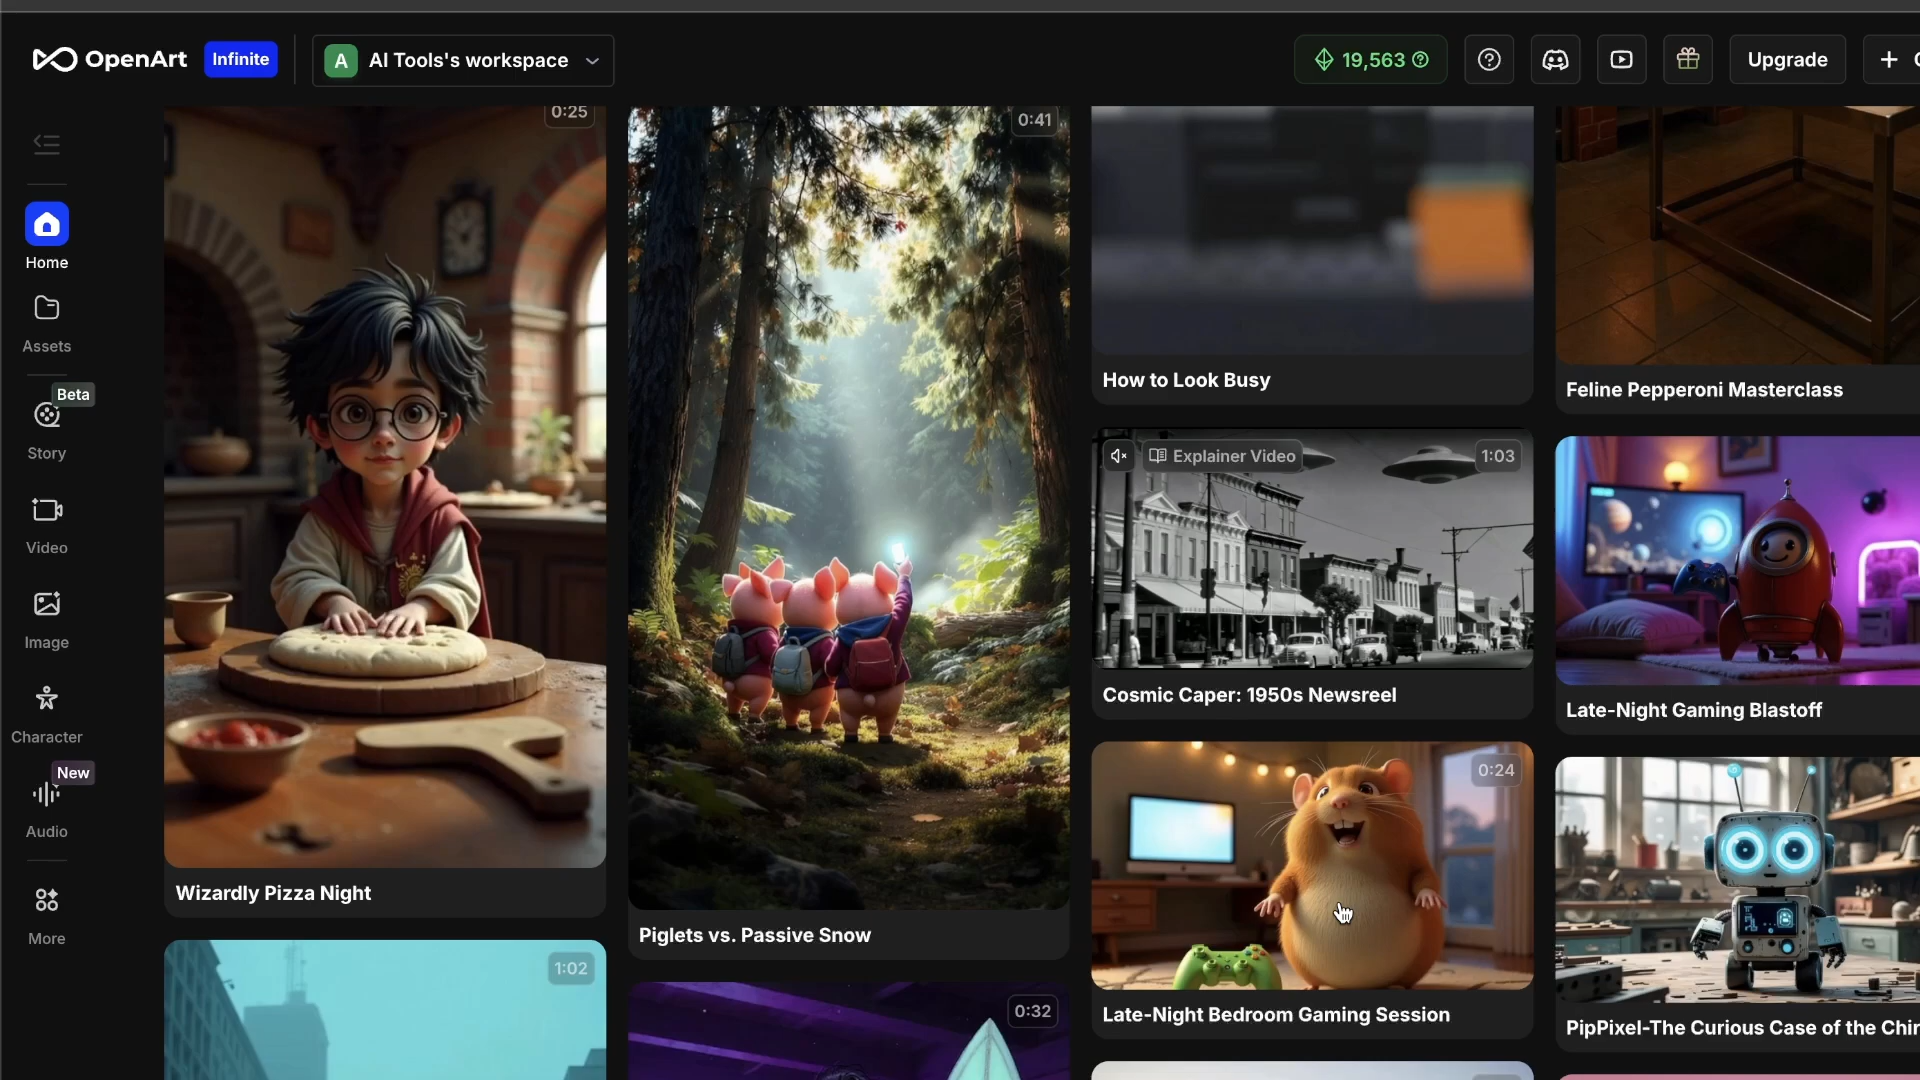 OpenArt
Infinite
A
AI Tools's workspace
19,563
Upgrade
Home
Assets
Beta
Story
Video
Image
Character
New
Audio
More
0:25
Wizardly Pizza Night
1:02
0:41
Piglets vs. Passive Snow
0:32
How to Look Busy
Explainer Video
1:03
Cosmic Caper: 1950s Newsreel
0:24
Late-Night Bedroom Gaming Session
Feline Pepperoni Masterclass
Late-Night Gaming Blastoff
PipPixel-The Curious Case of the Chir